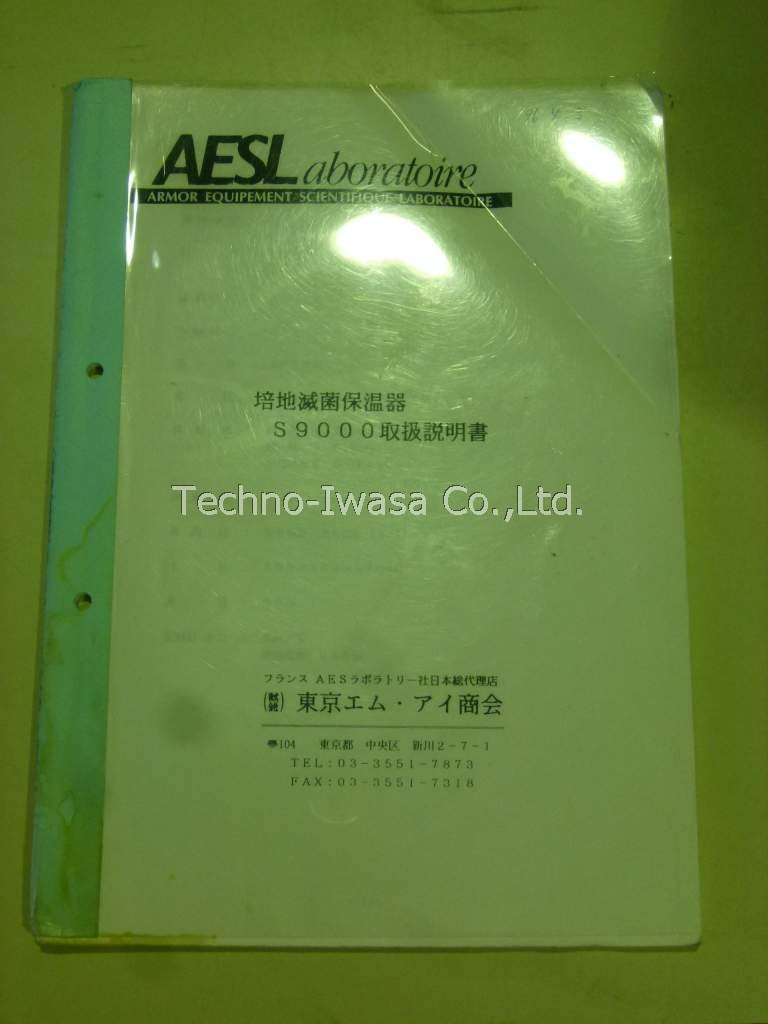 AESLaboratoire
ARMOR EQUIPEMENT SCIENTIFIQUE LABORATOIRE
培地滅菌保温器
S9000取扱説明書
Techno-Iwasa Co.,Ltd.
フランス AESラボラトリー社日本総代理店
東京エム・アイ商会
104 東京都 中央区 新川2-7-1
TEL:03-3551-7873
FAX:03-3551-7318